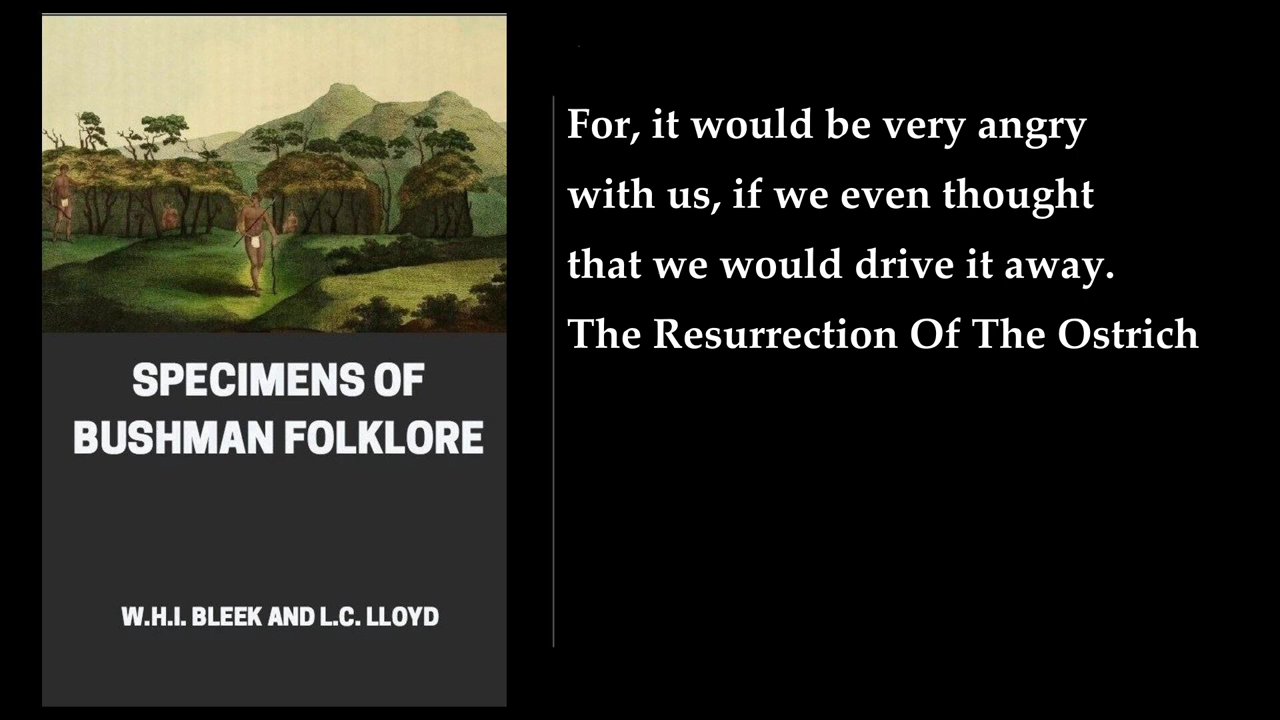 SPECIMENS OF
BUSHMAN FOLKLORE
W.H.I. BLEEK AND L.C. LLOYD
For, it would be very angry
with us, if we even thought
that we would drive it away.
The Resurrection Of The Ostrich